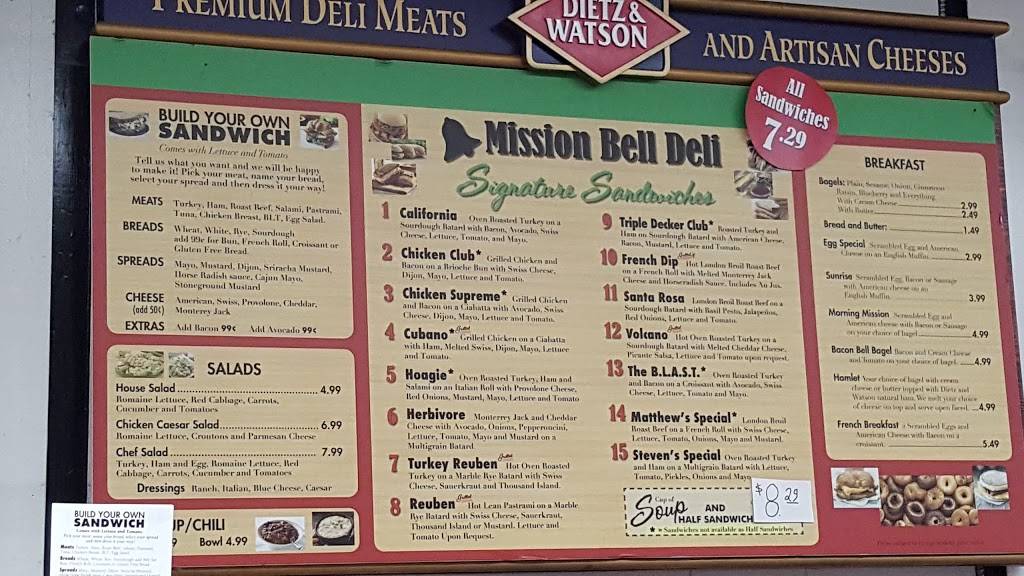 PREMIUM DELI MEATS
DIETZ &
WATSON
AND ARTISAN CHEESES
All
Sandwiches
7.29
BUILD YOUR OWN
SANDWICH
Comes with Lettuce and Tomato
Tell us what you want and we will be happy
to make it! Pick your meat, name your bread,
select your spread and then dress it your way!
MEATS Turkey, Ham, Roast Beef, Salami, Pastrami,
Tuna, Chicken Breast, BLT, Egg Salad.
BREADS Wheat, White, Rye, Sourdough
add 99c for Bun, French Roll, Croissant or
Gluten Free Bread.
SPREADS Mayo, Mustard, Dijon, Sriracha Mustard,
Horse Radish sauce, Cajun Mayo,
Stoneground Mustard
CHEESE American, Swiss, Provolone, Cheddar,
(add 50¢) Monterey Jack
EXTRAS Add Bacon 99¢ Add Avocado 99¢
SALADS
House Salad 4.99
Romaine Lettuce, Red Cabbage, Carrots,
Cucumber and Tomatoes
Chicken Caesar Salad 6.99
Romaine Lettuce, Croutons and Parmesan Cheese
Chef Salad 7.99
Turkey, Ham and Egg, Romaine Lettuce, Red
Cabbage, Carrots, Cucumber and Tomatoes
Dressings Ranch, Italian, Blue Cheese, Caesar
UP/CHILI
9 Bowl 4.99
BUILD YOUR OWN
SANDWICH
Comes with Lettuce and Tomato
Meats
Breads
Spreads
Mission Bell Deli
Signature Sandwiches
1 California Oven Roasted Turkey on a
Sourdough Batard with Bacon, Avocado, Swiss
Cheese, Lettuce, Tomato, and Mayo.
2 Chicken Club* Grilled Chicken and
Bacon on a Brioche Bun with Swiss Cheese,
Dijon, Mayo, Lettuce and Tomato.
3 Chicken Supreme* Grilled Chicken
and Bacon on a Ciabatta with Avocado, Swiss
Cheese, Dijon, Mayo, Lettuce and Tomato.
4 Cubano* Grilled Grilled Chicken on a Ciabatta
with Ham, Melted Swiss, Dijon, Mayo, Lettuce
and Tomato.
5 Hoagie* Oven Roasted Turkey, Ham and
Salami on an Italian Roll with Provolone Cheese,
Red Onions, Mustard, Mayo, Lettuce and Tomato
6 Herbivore Monterrey Jack and Cheddar
Cheese with Avocado, Onions, Pepperoncini,
Lettuce, Tomato, Mayo and Mustard on a
Multigrain Batard.
7 Turkey Reuben Grilled Hot Oven Roasted
Turkey on a Marble Rye Batard with Swiss
Cheese, Sauerkraut and Thousand Island.
8 Reuben Grilled Hot Lean Pastrami on a Marble
Rye Batard with Swiss Cheese, Sauerkraut,
Thousand Island or Mustard. Lettuce and
Tomato Upon Request.
9 Triple Decker Club* Roasted Turkey and
Ham on Sourdough Batard with American Cheese,
Bacon, Mustard, Lettuce and Tomato.
10 French Dip Grilled Hot London Broil Roast Beef
on a French Roll with Melted Monterrey Jack
Cheese and Horseradish Sauce. Includes Au Jus.
11 Santa Rosa London Broil Roast Beef on a
Sourdough Batard with Basil Pesto, Jalapeños,
Red Onions, Lettuce and Tomato.
12 Volcano Grilled Hot Oven Roasted Turkey on a
Sourdough Batard with Melted Cheddar Cheese,
Picante Salsa, Lettuce and Tomato upon request.
13 The B.L.A.S.T.* Oven Roasted Turkey
and Bacon on a Croissant with Avocado, Swiss
Cheese, Lettuce, Tomato and Mayo.
14 Matthew's Special* London Broil
Roast Beef on a French Roll with Swiss Cheese,
Lettuce, Tomato, Onions, Mayo and Mustard.
15 Steven's Special Oven Roasted Turkey
and Ham on a Multigrain Batard with Lettuce,
Tomato, Pickles, Onions and Mayo.
Cup of
Soup AND
HALF SANDWICH
$8.29
* = Sandwiches not available as Half Sandwiches
BREAKFAST
Bagels: Plain, Sesame, Onion, Cinnamon
Raisin, Blueberry and Everything.
With Cream Cheese 2.99
With Butter 2.49
Bread and Butter: 1.49
Egg Special Scrambled Egg and American
Cheese on an English Muffin 2.99
Sunrise Scrambled Egg, Bacon or Sausage
with American cheese on an
English Muffin. 3.99
Morning Mission Scrambled Egg and
American cheese with Bacon or Sausage
on your choice of bagel. 4.99
Bacon Bell Bagel Bacon and Cream Cheese
and Tomato on your choice of bagel. 4.99
Hamlet Your choice of bagel with cream
cheese or butter topped with Dietz and
Watson natural ham. We melt your choice
of cheese on top and serve open faced. 4.99
French Breakfast 2 Scrambled Eggs and
American Cheese with Bacon on a
croissant. 5.49